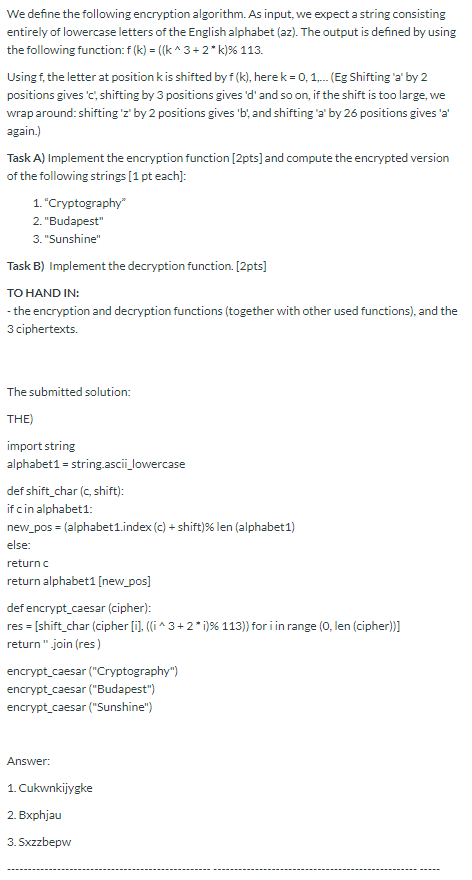 We define the following encryption algorithm. As input, we expect a string consisting
entirely of lowercase letters of the English alphabet (az). The output is defined by using
the following function: f (k) = ((k ^ 3 + 2 * k)% 113.
Using f, the letter at position k is shifted by f (k), here k = 0, 1,... (Eg Shifting 'a' by 2
positions gives 'c', shifting by 3 positions gives 'd' and so on, if the shift is too large, we
wrap around: shifting 'z' by 2 positions gives 'b', and shifting 'a' by 26 positions gives 'a'
again.)
Task A) Implement the encryption function [2pts] and compute the encrypted version
of the following strings [1 pt each]:
1. "Cryptography"
2. "Budapest"
3. "Sunshine"
Task B) Implement the decryption function. [2pts]
TO HAND IN:
- the encryption and decryption functions (together with other used functions), and the
3 ciphertexts.
The submitted solution:
THE)
import string
alphabet1 = string.ascii_lowercase
def shift_char (c, shift):
if c in alphabet1:
new_pos = (alphabet1.index (c) + shift)% len (alphabet1)
else:
return c
return alphabet1 [new_pos]
def encrypt_caesar (cipher):
res = [shift_char (cipher [i], ((i ^ 3 + 2 * i)% 113)) for i in range (0, len (cipher))]
return " .join (res )
encrypt_caesar ("Cryptography")
encrypt_caesar ("Budapest")
encrypt_caesar ("Sunshine")
Answer:
1. Cukwnkijygke
2. Bxphjau
3. Sxzzbepw
-------------------------------------------------- -------------------------------------------------- -----